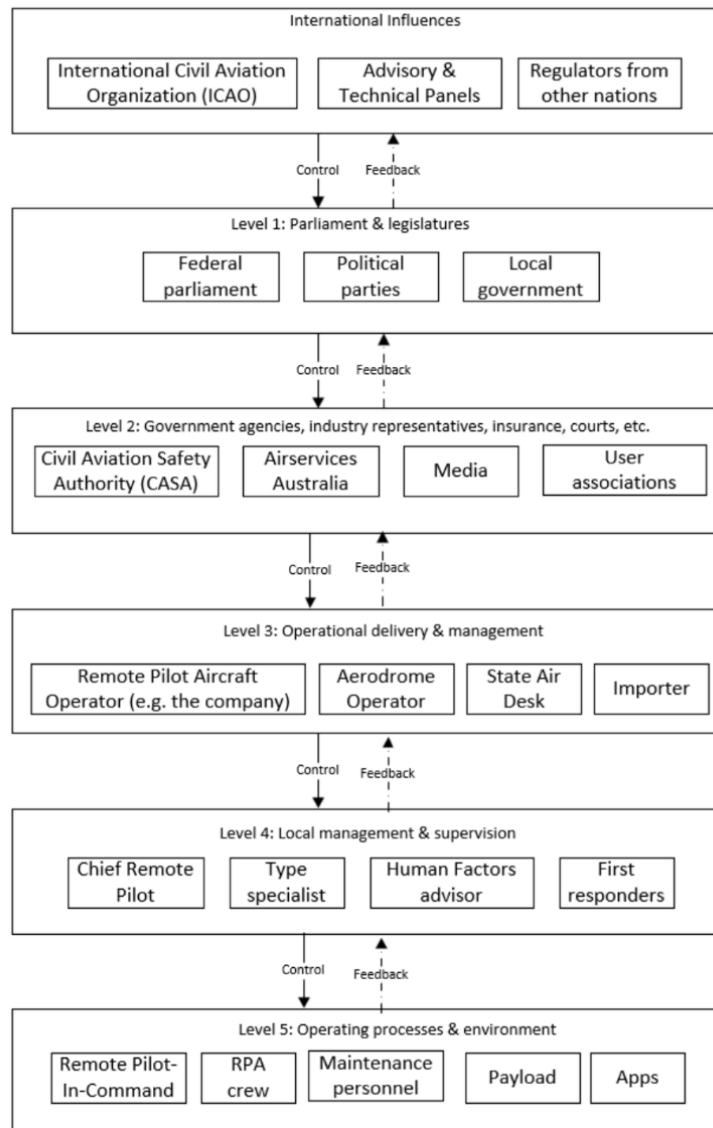 International Influences
International Civil Aviation
Organization (ICAO)
Advisory &
Technical Panels
Regulators from
other nations
Control
Feedback
Level 1: Parliament & legislatures
Federal
parliament
Political
parties
Local
government
Control
Feedback
Level 2: Government agencies, industry representatives, insurance, courts, etc.
Civil Aviation Safety
Authority (CASA)
Airservices
Australia
Media
User
associations
Control
Feedback
Level 3: Operational delivery & management
Remote Pilot Aircraft
Operator (e.g. the company)
Aerodrome
Operator
State Air
Desk
Importer
Control
Feedback
Level 4: Local management & supervision
Chief Remote
Pilot
Type
specialist
Human Factors
advisor
First
responders
Control
Feedback
Level 5: Operating processes & environment
Remote Pilot-
In-Command
RPA
crew
Maintenance
personnel
Payload
Apps